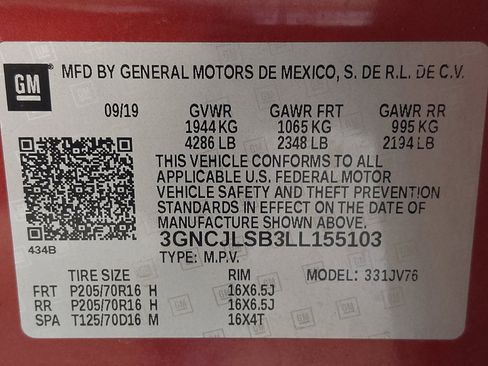 GM MFD BY GENERAL MOTORS DE MEXICO, S. DE R.L. DE C.V.
09/19 GVWR GAWR FRT GAWR RR
1944 KG 1065 KG 995 KG
4286 LB 2348 LB 2194 LB
THIS VEHICLE CONFORMS TO ALL
APPLICABLE U.S. FEDERAL MOTOR
VEHICLE SAFETY AND THEFT PREVENTION
STANDARDS IN EFFECT ON THE DATE OF
MANUFACTURE SHOWN ABOVE.
434B 3GNCJLSB3LL155103
TYPE: M.P.V.
TIRE SIZE RIM MODEL: 331JV76
FRT P205/70R16 H 16X6.5J
RR P205/70R16 H 16X6.5J
SPA T125/70D16 M 16X4T